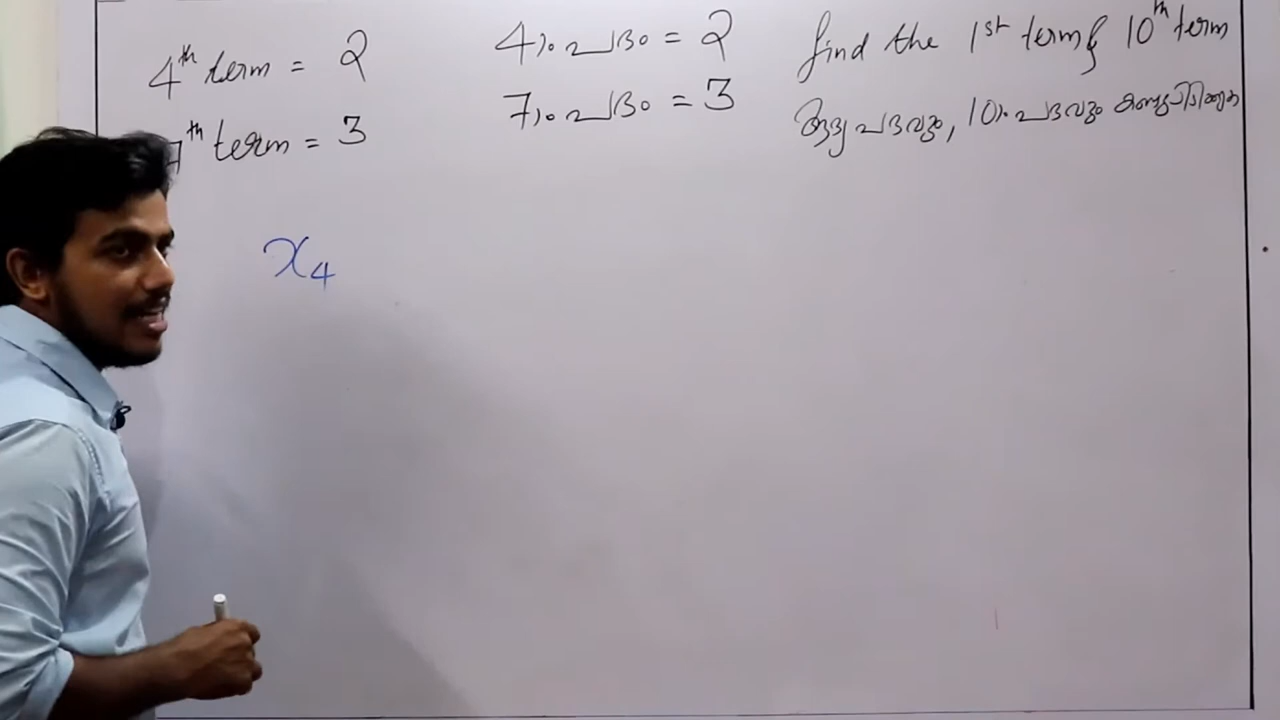 4th term = 2
7th term = 3
4ാം പദം = 2
7ാം പദം = 3
find the 1st term & 10th term
ആദ്യ പദവും, 10ാം പദവും കണ്ടുപിടിക്കുക
x4